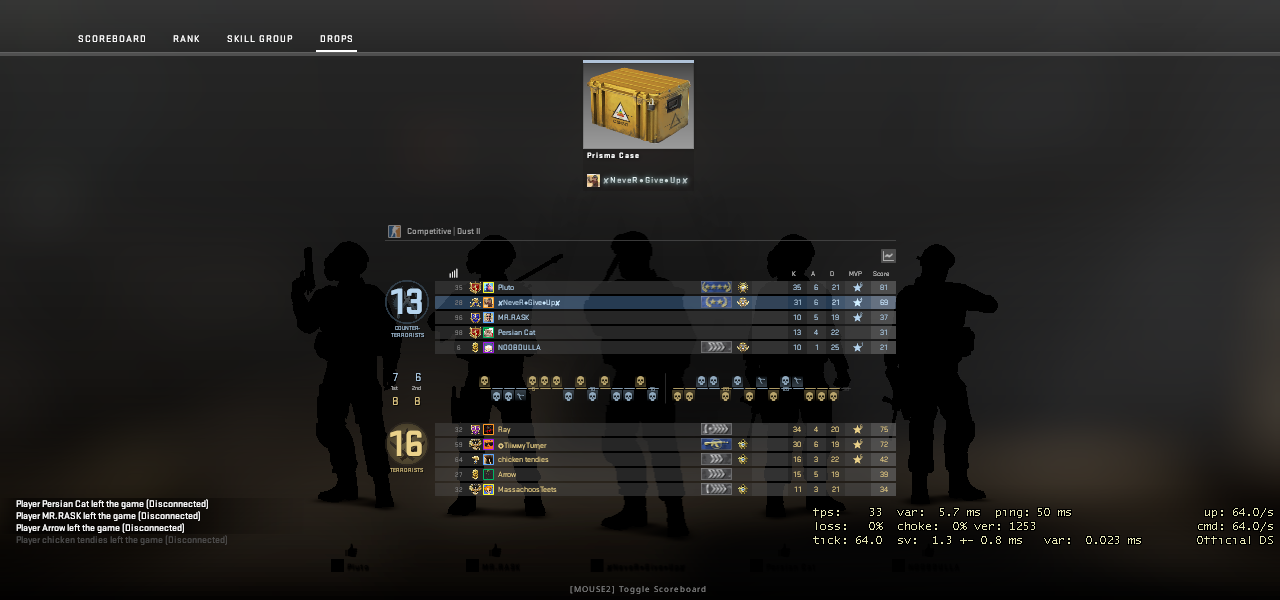 SCOREBOARD RANK SKILL GROUP DROPS
Prisma Case
✘NeveR●Give●Up✘
Competitive | Dust II
K A D MVP Score
13
COUNTER-TERRORISTS
35 Pluto 35 6 21 81
28 ✘NeveR●Give●Up✘ 31 6 21 69
96 MR.RASK 10 5 19 37
98 Persian Cat 13 4 22 31
6 NOOBDULLA 10 1 25 21
7 6
1st 2nd
8 8
16
TERRORISTS
32 Ray 34 4 20 75
59 ✪TiimmyTurner 30 6 19 72
64 chicken tendies 16 3 22 42
27 Arrow 15 5 19 39
32 MassachoosTeets 11 3 21 34
Player Persian Cat left the game (Disconnected)
Player MR.RASK left the game (Disconnected)
Player Arrow left the game (Disconnected)
Player chicken tendies left the game (Disconnected)
fps: 33 var: 5.7 ms ping: 50 ms up: 64.0/s
loss: 0% choke: 0% ver: 1253 cmd: 64.0/s
tick: 64.0 sv: 1.3 +- 0.8 ms var: 0.023 ms Official DS
Pluto MR.RASK
[MOUSE2] Toggle Scoreboard